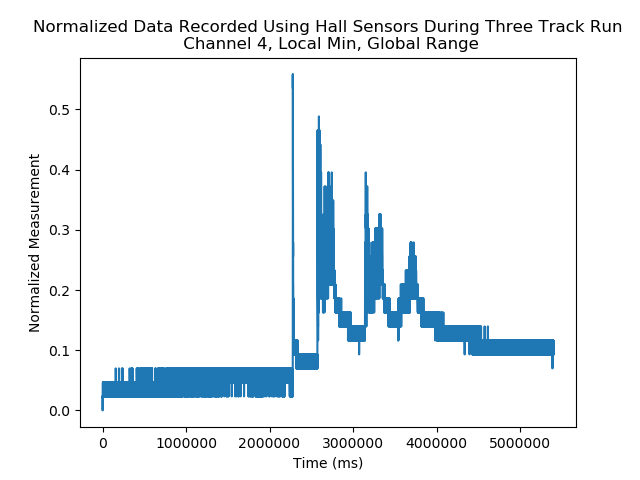 Normalized Data Recorded Using Hall Sensors During Three Track Run
Channel 4, Local Min, Global Range
0.5
0.4
0.3
0.2
0.1
0.0
Normalized Measurement
0 1000000 2000000 3000000 4000000 5000000
Time (ms)